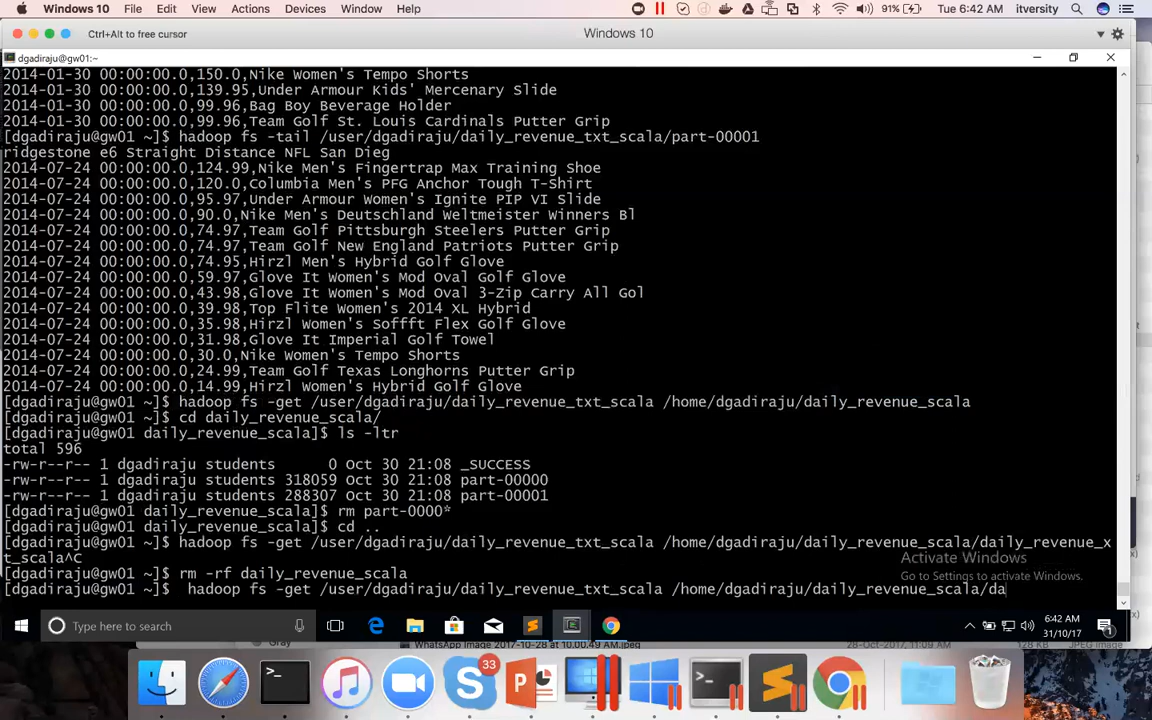 Windows 10 File Edit View Actions Devices Window Help 91% Tue 6:42 AM itversity
Ctrl+Alt to free cursor Windows 10
dgadiraju@gw01:~
2014-01-30 00:00:00.0,150.0,Nike Women's Tempo Shorts
2014-01-30 00:00:00.0,139.95,Under Armour Kids' Mercenary Slide
2014-01-30 00:00:00.0,99.96,Bag Boy Beverage Holder
2014-01-30 00:00:00.0,99.96,Team Golf St. Louis Cardinals Putter Grip
[dgadiraju@gw01 ~]$ hadoop fs -tail /user/dgadiraju/daily_revenue_txt_scala/part-00001
ridgestone e6 Straight Distance NFL San Dieg
2014-07-24 00:00:00.0,124.99,Nike Men's Fingertrap Max Training Shoe
2014-07-24 00:00:00.0,120.0,Columbia Men's PFG Anchor Tough T-Shirt
2014-07-24 00:00:00.0,95.97,Under Armour Women's Ignite PIP VI Slide
2014-07-24 00:00:00.0,90.0,Nike Men's Deutschland Weltmeister Winners Bl
2014-07-24 00:00:00.0,74.97,Team Golf Pittsburgh Steelers Putter Grip
2014-07-24 00:00:00.0,74.97,Team Golf New England Patriots Putter Grip
2014-07-24 00:00:00.0,74.95,Hirzl Men's Hybrid Golf Glove
2014-07-24 00:00:00.0,59.97,Glove It Women's Mod Oval Golf Glove
2014-07-24 00:00:00.0,43.98,Glove It Women's Mod Oval 3-Zip Carry All Gol
2014-07-24 00:00:00.0,39.98,Top Flite Women's 2014 XL Hybrid
2014-07-24 00:00:00.0,35.98,Hirzl Women's Soffft Flex Golf Glove
2014-07-24 00:00:00.0,31.98,Glove It Imperial Golf Towel
2014-07-24 00:00:00.0,30.0,Nike Women's Tempo Shorts
2014-07-24 00:00:00.0,24.99,Team Golf Texas Longhorns Putter Grip
2014-07-24 00:00:00.0,14.99,Hirzl Women's Hybrid Golf Glove
[dgadiraju@gw01 ~]$ hadoop fs -get /user/dgadiraju/daily_revenue_txt_scala /home/dgadiraju/daily_revenue_scala
[dgadiraju@gw01 ~]$ cd daily_revenue_scala/
[dgadiraju@gw01 daily_revenue_scala]$ ls -ltr
total 596
-rw-r--r-- 1 dgadiraju students 0 Oct 30 21:08 _SUCCESS
-rw-r--r-- 1 dgadiraju students 318059 Oct 30 21:08 part-00000
-rw-r--r-- 1 dgadiraju students 288307 Oct 30 21:08 part-00001
[dgadiraju@gw01 daily_revenue_scala]$ rm part-0000*
[dgadiraju@gw01 daily_revenue_scala]$ cd ..
[dgadiraju@gw01 ~]$ hadoop fs -get /user/dgadiraju/daily_revenue_txt_scala /home/dgadiraju/daily_revenue_scala/daily_revenue_x
t_scala^C
Activate Windows
[dgadiraju@gw01 ~]$ rm -rf daily_revenue_scala
Go to Settings to activate Windows.
[dgadiraju@gw01 ~]$  hadoop fs -get /user/dgadiraju/daily_revenue_txt_scala /home/dgadiraju/daily_revenue_scala/da
Type here to search
6:42 AM
31/10/17
WhatsApp Image 2017-10-28 at 10.00.49 AM.jpeg 28-Oct-2017, 11:09 AM JPEG image
33